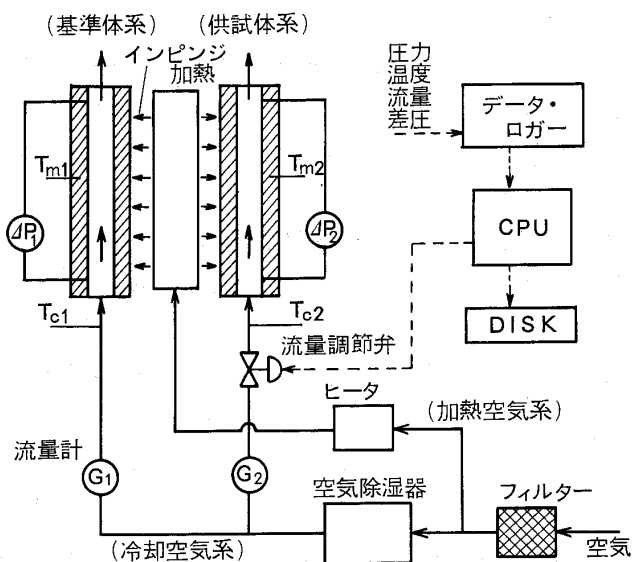 (基準体系)
(供試体系)
インピンジ
加熱
圧力
温度
流量
差圧
データ・
ロガー
Tm1
Tm2
ΔP1
ΔP2
CPU
Tc1
Tc2
DISK
流量調節弁
ヒータ
(加熱空気系)
流量計
G1
G2
空気除湿器
フィルター
(冷却空気系)
空気